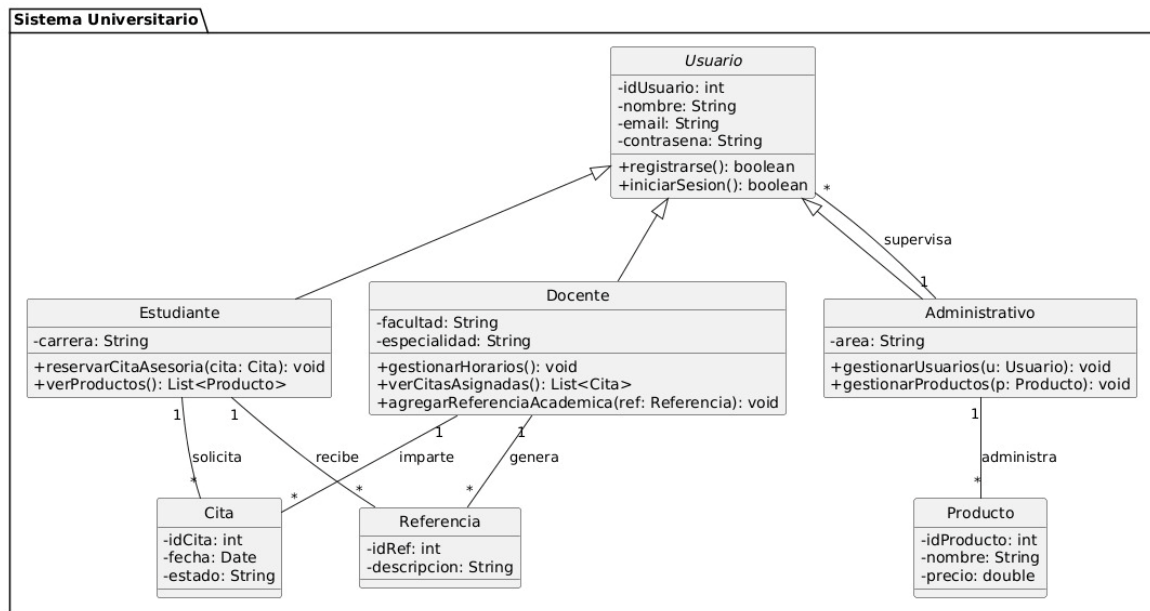 Sistema Universitario
Usuario
-idUsuario: int
-nombre: String
-email: String
-contrasena: String
+registrarse(): boolean
+iniciarSesion(): boolean
*
supervisa
1
Estudiante
-carrera: String
+reservarCitaAsesoria(cita: Cita): void
+verProductos(): List<Producto>
Docente
-facultad: String
-especialidad: String
+gestionarHorarios(): void
+verCitasAsignadas(): List<Cita>
+agregarReferenciaAcademica(ref: Referencia): void
Administrativo
-area: String
+gestionarUsuarios(u: Usuario): void
+gestionarProductos(p: Producto): void
1 1 1 1 1
solicita recibe imparte genera administra
* * * * *
Cita
-idCita: int
-fecha: Date
-estado: String
Referencia
-idRef: int
-descripcion: String
Producto
-idProducto: int
-nombre: String
-precio: double